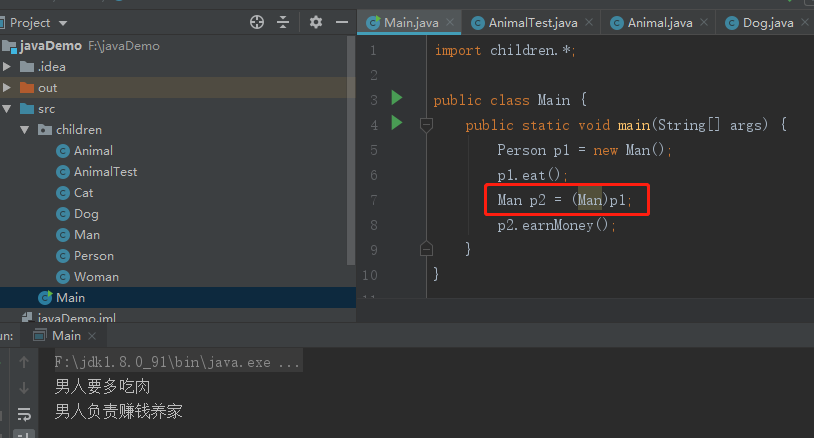 Project
javaDemo F:\javaDemo
.idea
out
src
children
Animal
AnimalTest
Cat
Dog
Man
Person
Woman
Main
javaDemo.iml
Main.java AnimalTest.java Animal.java Dog.java
1 import children.*;
2
3 public class Main {
4 public static void main(String[] args) {
5 Person p1 = new Man();
6 p1.eat();
7 Man p2 = (Man)p1;
8 p2.earnMoney();
9 }
10 }
un: Main
F:\jdk1.8.0_91\bin\java.exe ...
男人要多吃肉
男人负责赚钱养家